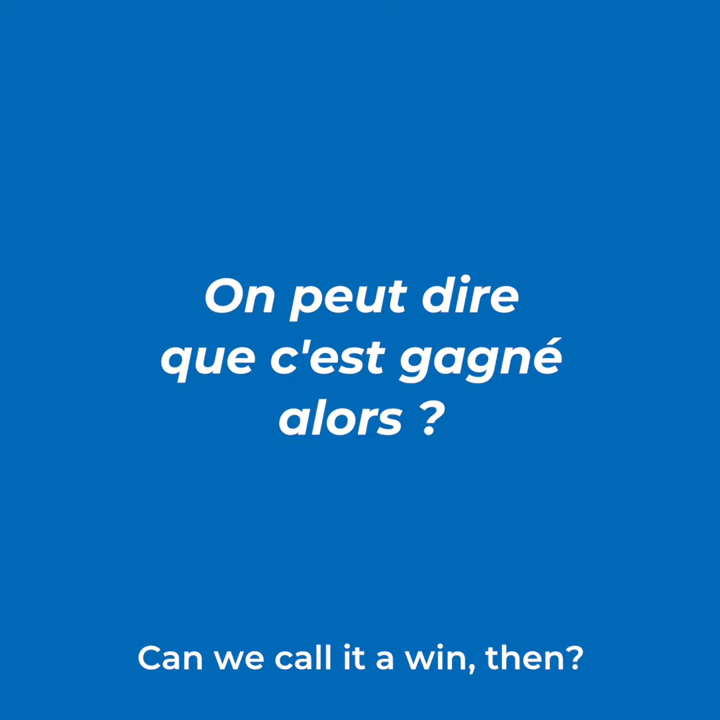 On peut dire
que c'est gagné
alors ?
Can we call it a win, then?